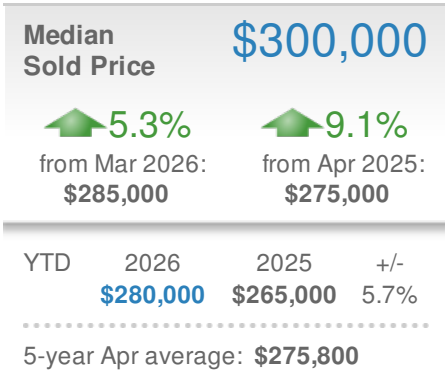 Median
Sold Price
$300,000
5.3%
from Mar 2026:
$285,000
9.1%
from Apr 2025:
$275,000
YTD 2026 2025 +/-
$280,000 $265,000 5.7%
5-year Apr average: $275,800